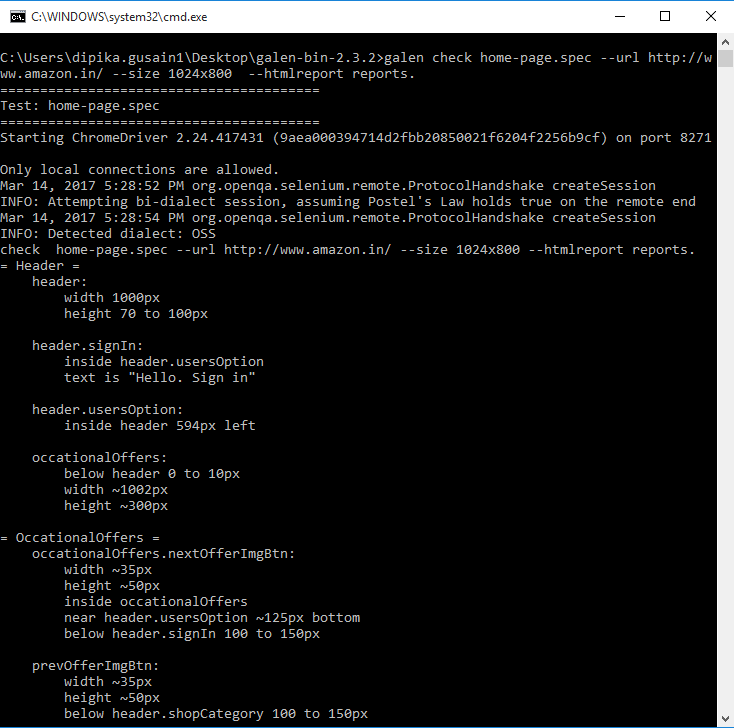 C:\WINDOWS\system32\cmd.exe
C:\Users\dipika.gusain1\Desktop\galen-bin-2.3.2>galen check home-page.spec --url http://w
ww.amazon.in/ --size 1024x800  --htmlreport reports.
========================================
Test: home-page.spec
========================================
Starting ChromeDriver 2.24.417431 (9aea000394714d2fbb20850021f6204f2256b9cf) on port 8271
Only local connections are allowed.
Mar 14, 2017 5:28:52 PM org.openqa.selenium.remote.ProtocolHandshake createSession
INFO: Attempting bi-dialect session, assuming Postel's Law holds true on the remote end
Mar 14, 2017 5:28:54 PM org.openqa.selenium.remote.ProtocolHandshake createSession
INFO: Detected dialect: OSS
check  home-page.spec --url http://www.amazon.in/ --size 1024x800 --htmlreport reports.
= Header =
    header:
        width 1000px
        height 70 to 100px
    header.signIn:
        inside header.usersOption
        text is "Hello. Sign in"
    header.usersOption:
        inside header 594px left
    occationalOffers:
        below header 0 to 10px
        width ~1002px
        height ~300px
= OccationalOffers =
    occationalOffers.nextOfferImgBtn:
        width ~35px
        height ~50px
        inside occationalOffers
        near header.usersOption ~125px bottom
        below header.signIn 100 to 150px
    prevOfferImgBtn:
        width ~35px
        height ~50px
        below header.shopCategory 100 to 150px